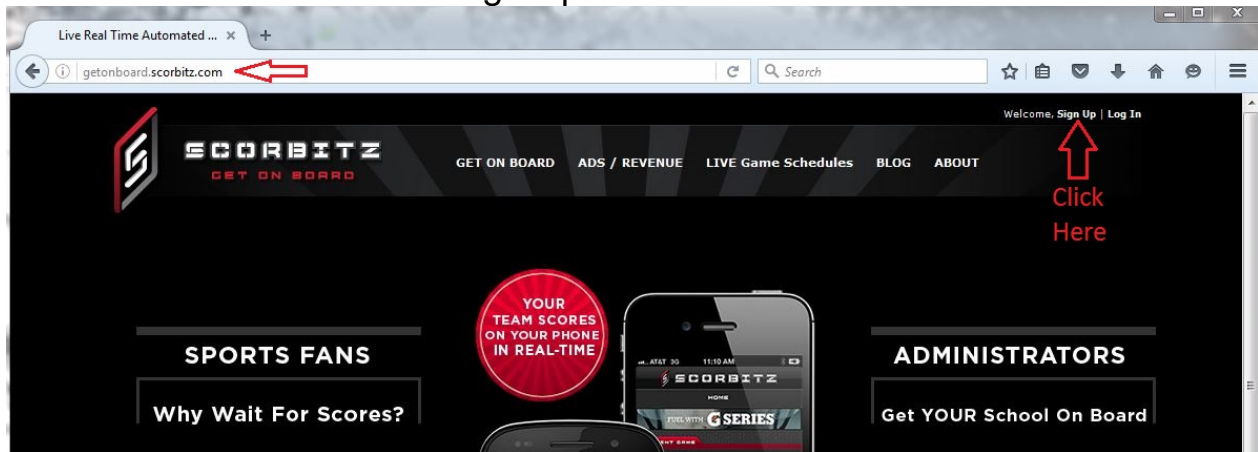 Live Real Time Automated ...
getonboard.scorbitz.com
Search
Welcome, Sign Up | Log In
SCORBITZ
GET ON BOARD
GET ON BOARD ADS / REVENUE LIVE Game Schedules BLOG ABOUT
Click
Here
YOUR
TEAM SCORES
ON YOUR PHONE
IN REAL-TIME
SPORTS FANS
Why Wait For Scores?
AT&T 3G 11:10 AM
SCORBITZ
HOME
FUEL WITH G SERIES
ADMINISTRATORS
Get YOUR School On Board